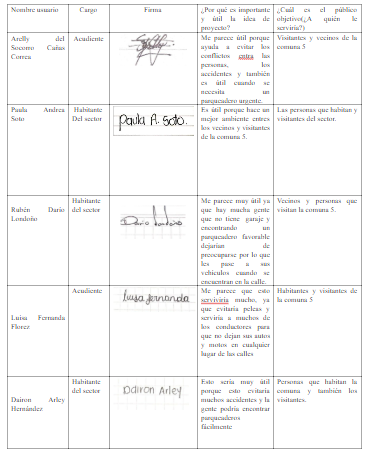 Nombre usuario
Cargo
Firma
¿Por qué es importante
y útil la idea de
proyecto?
¿Cuál es el público
objetivo(¿A quién le
serviría?)
Arelly del
Socorro Cañas
Correa
Acudiente
Me parece útil porque
ayuda a evitar los
conflictos entra las
personas, los
accidentes y también
es útil cuando se
necesita un
parqueadero urgente.
Visitantes y vecinos de la
comuna 5
Paula Andrea
Soto
Habitante
Del sector
Paula A. Soto.
Es útil porque hace un
mejor ambiente entres
los vecinos y visitantes
de la comuna 5.
Las personas que habitan y
visitantes del sector.
Rubén Dario
Londoño
Habitante
del sector
Dario Londoño
Me parece muy útil ya
que hay mucha gente
que no tiene garaje y
encontrando un
parqueadero favorable
dejarían de
preocuparse por lo que
les pase a sus
vehículos cuando se
encuentran en la calle.
Vecinos y personas que
visitan la comuna 5.
Luisa Fernanda
Florez
Acudiente
luisa fernanda
Me parece que esto
serviviria mucho, ya
que evitaría peleas y
serviría a muchos de
los conductores para
que no dejan sus autos
y motos en cualquier
lugar de las calles
Habitantes y visitantes de
la comuna 5
Dairon Arley
Hernández
Habitante
del sector
Dairon Arley
Esto sería muy útil
porque esto evitaría
muchos accidentes y la
gente podría encontrar
parqueaderos
fácilmente
Personas que habitan la
comuna y también los
visitantes.